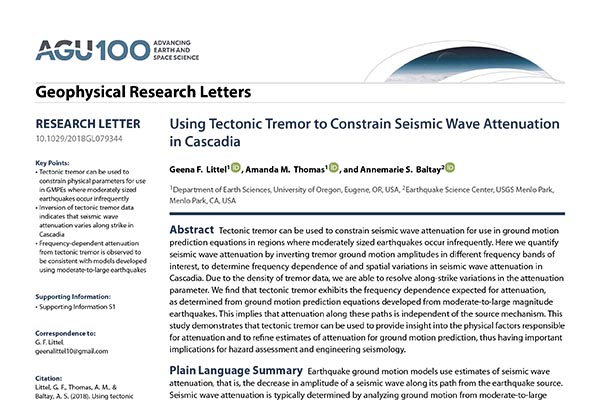 AGU100 ADVANCING
EARTH AND
SPACE SCIENCE
Geophysical Research Letters
RESEARCH LETTER
10.1029/2018GL079344
Key Points:
• Tectonic tremor can be used to
constrain physical parameters for use
in GMPEs where moderately sized
earthquakes occur infrequently
• Inversion of tectonic tremor data
indicates that seismic wave
attenuation varies along strike in
Cascadia
• Frequency-dependent attenuation
from tectonic tremor is observed to
be consistent with models developed
using moderate-to-large earthquakes
Supporting Information:
• Supporting Information S1
Correspondence to:
G. F. Littel,
geenalittel10@gmail.com
Citation:
Littel, G. F., Thomas, A. M., &
Baltay, A. S. (2018). Using tectonic
Using Tectonic Tremor to Constrain Seismic Wave Attenuation
in Cascadia
Geena F. Littel1 iD, Amanda M. Thomas1 iD, and Annemarie S. Baltay2 iD
1Department of Earth Sciences, University of Oregon, Eugene, OR, USA, 2Earthquake Science Center, USGS Menlo Park,
Menlo Park, CA, USA
Abstract Tectonic tremor can be used to constrain seismic wave attenuation for use in ground motion
prediction equations in regions where moderately sized earthquakes occur infrequently. Here we quantify
seismic wave attenuation by inverting tremor ground motion amplitudes in different frequency bands of
interest, to determine frequency dependence of and spatial variations in seismic wave attenuation in
Cascadia. Due to the density of tremor data, we are able to resolve along-strike variations in the attenuation
parameter. We find that tectonic tremor exhibits the frequency dependence expected for attenuation,
as determined from ground motion prediction equations developed from moderate-to-large magnitude
earthquakes. This implies that attenuation along these paths is independent of the source mechanism. This
study demonstrates that tectonic tremor can be used to provide insight into the physical factors responsible
for attenuation and to refine estimates of attenuation for ground motion prediction, thus having important
implications for hazard assessment and engineering seismology.
Plain Language Summary Earthquake ground motion models use estimates of seismic wave
attenuation, that is, the decrease in amplitude of a seismic wave along its path from the earthquake source.
Seismic wave attenuation is typically determined by analyzing ground motion from moderate-to-large